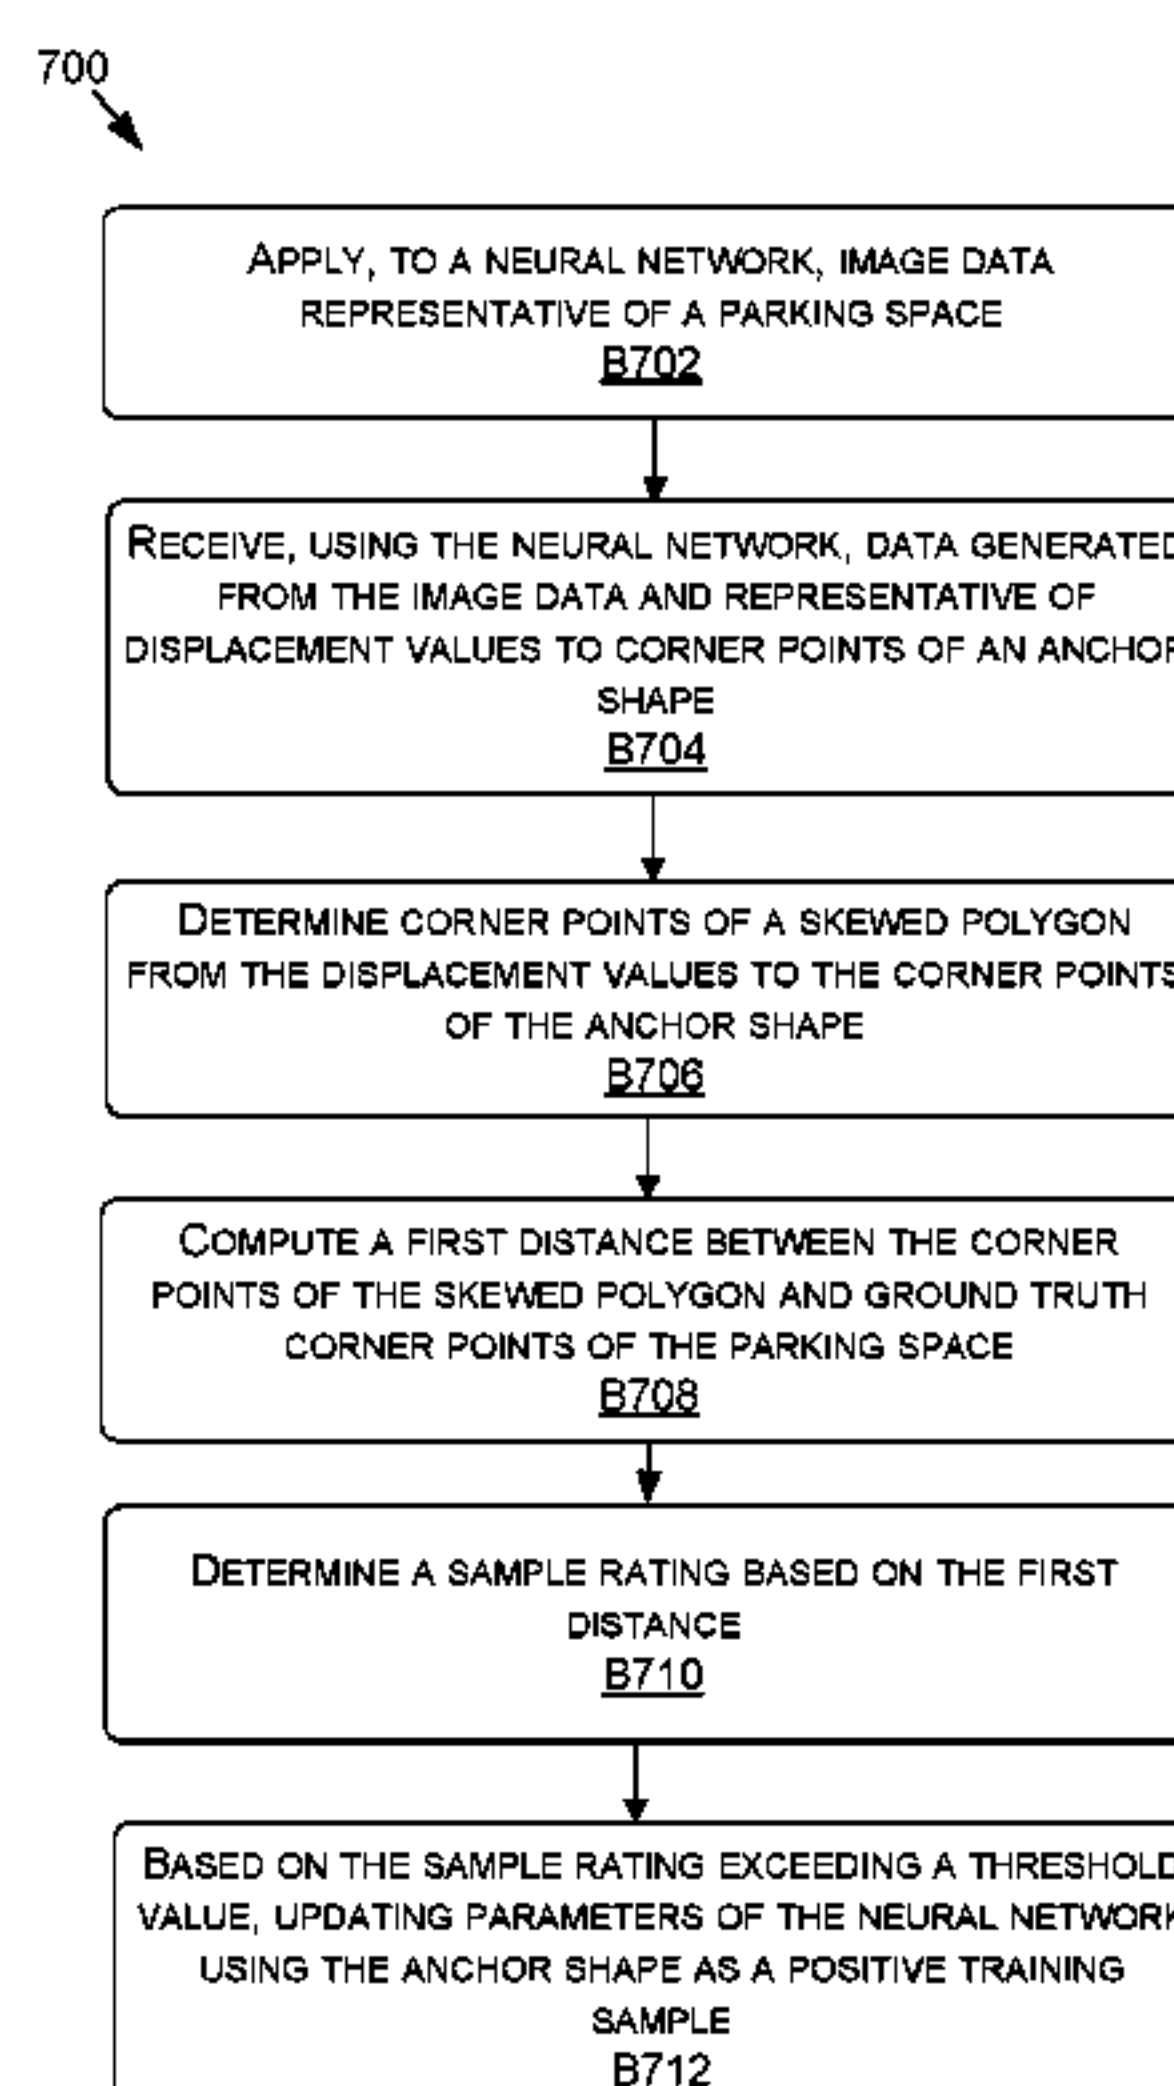 700
APPLY, TO A NEURAL NETWORK, IMAGE DATA
REPRESENTATIVE OF A PARKING SPACE
B702
RECEIVE, USING THE NEURAL NETWORK, DATA GENERATED
FROM THE IMAGE DATA AND REPRESENTATIVE OF
DISPLACEMENT VALUES TO CORNER POINTS OF AN ANCHOR
SHAPE
B704
DETERMINE CORNER POINTS OF A SKEWED POLYGON
FROM THE DISPLACEMENT VALUES TO THE CORNER POINTS
OF THE ANCHOR SHAPE
B706
COMPUTE A FIRST DISTANCE BETWEEN THE CORNER
POINTS OF THE SKEWED POLYGON AND GROUND TRUTH
CORNER POINTS OF THE PARKING SPACE
B708
DETERMINE A SAMPLE RATING BASED ON THE FIRST
DISTANCE
B710
BASED ON THE SAMPLE RATING EXCEEDING A THRESHOLD
VALUE, UPDATING PARAMETERS OF THE NEURAL NETWORK
USING THE ANCHOR SHAPE AS A POSITIVE TRAINING
SAMPLE
B712